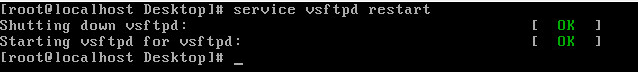 [root@localhost Desktop]# service vsftpd restart
Shutting down vsftpd: [ OK ]
Starting vsftpd for vsftpd: [ OK ]
[root@localhost Desktop]# _